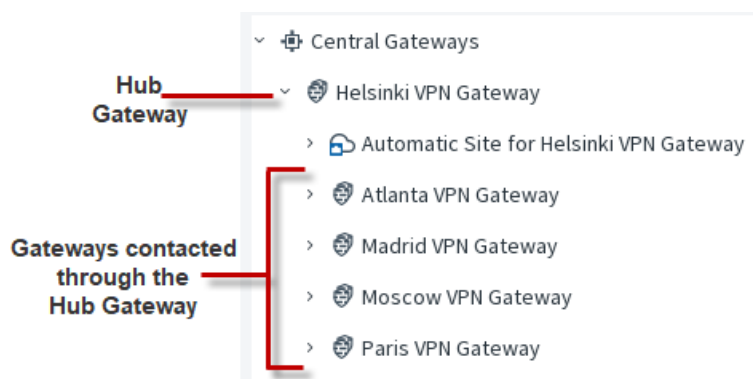 Central Gateways
Hub
Gateway
Helsinki VPN Gateway
Automatic Site for Helsinki VPN Gateway
Atlanta VPN Gateway
Gateways contacted
through the
Hub Gateway
Madrid VPN Gateway
Moscow VPN Gateway
Paris VPN Gateway